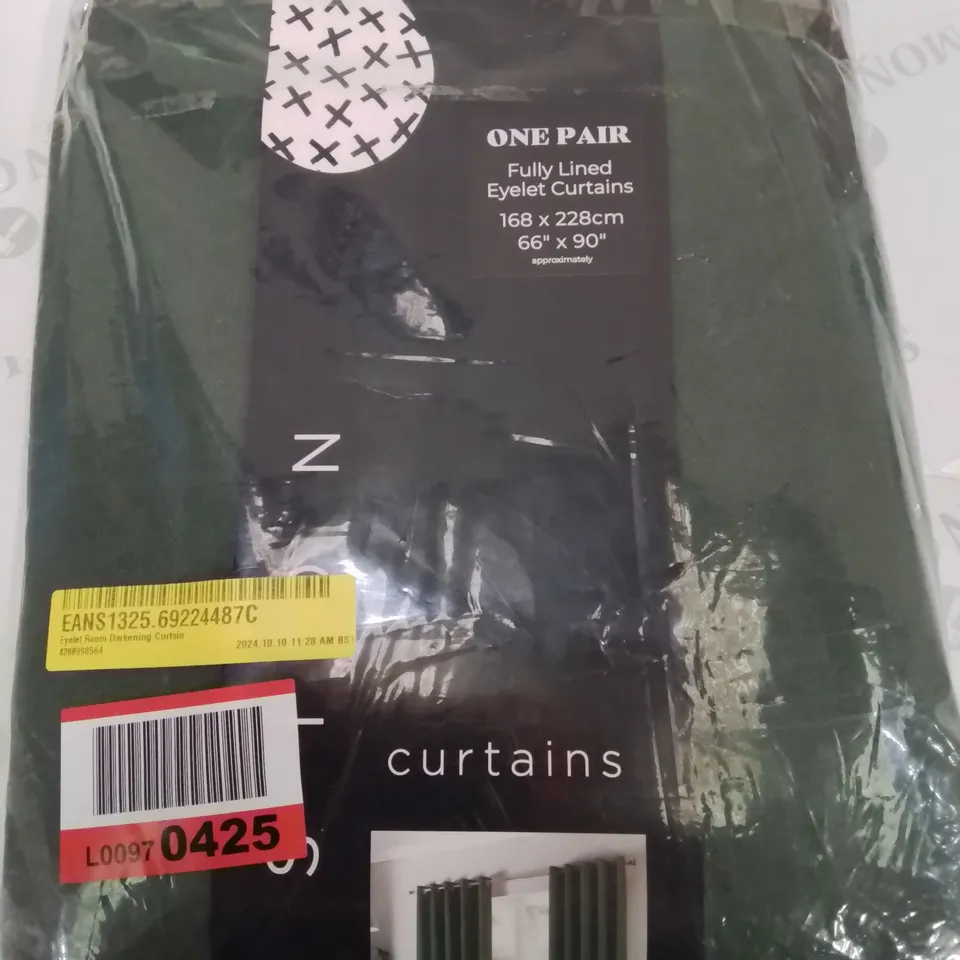 ONE PAIR
Fully Lined
Eyelet Curtains
168 x 228cm
66" x 90"
approximately
N
EANS1325.69224487C
Eyelet Room Darkening Curtain
2024.10.10 11:28 AM BST
curtains
L0097 0425
S